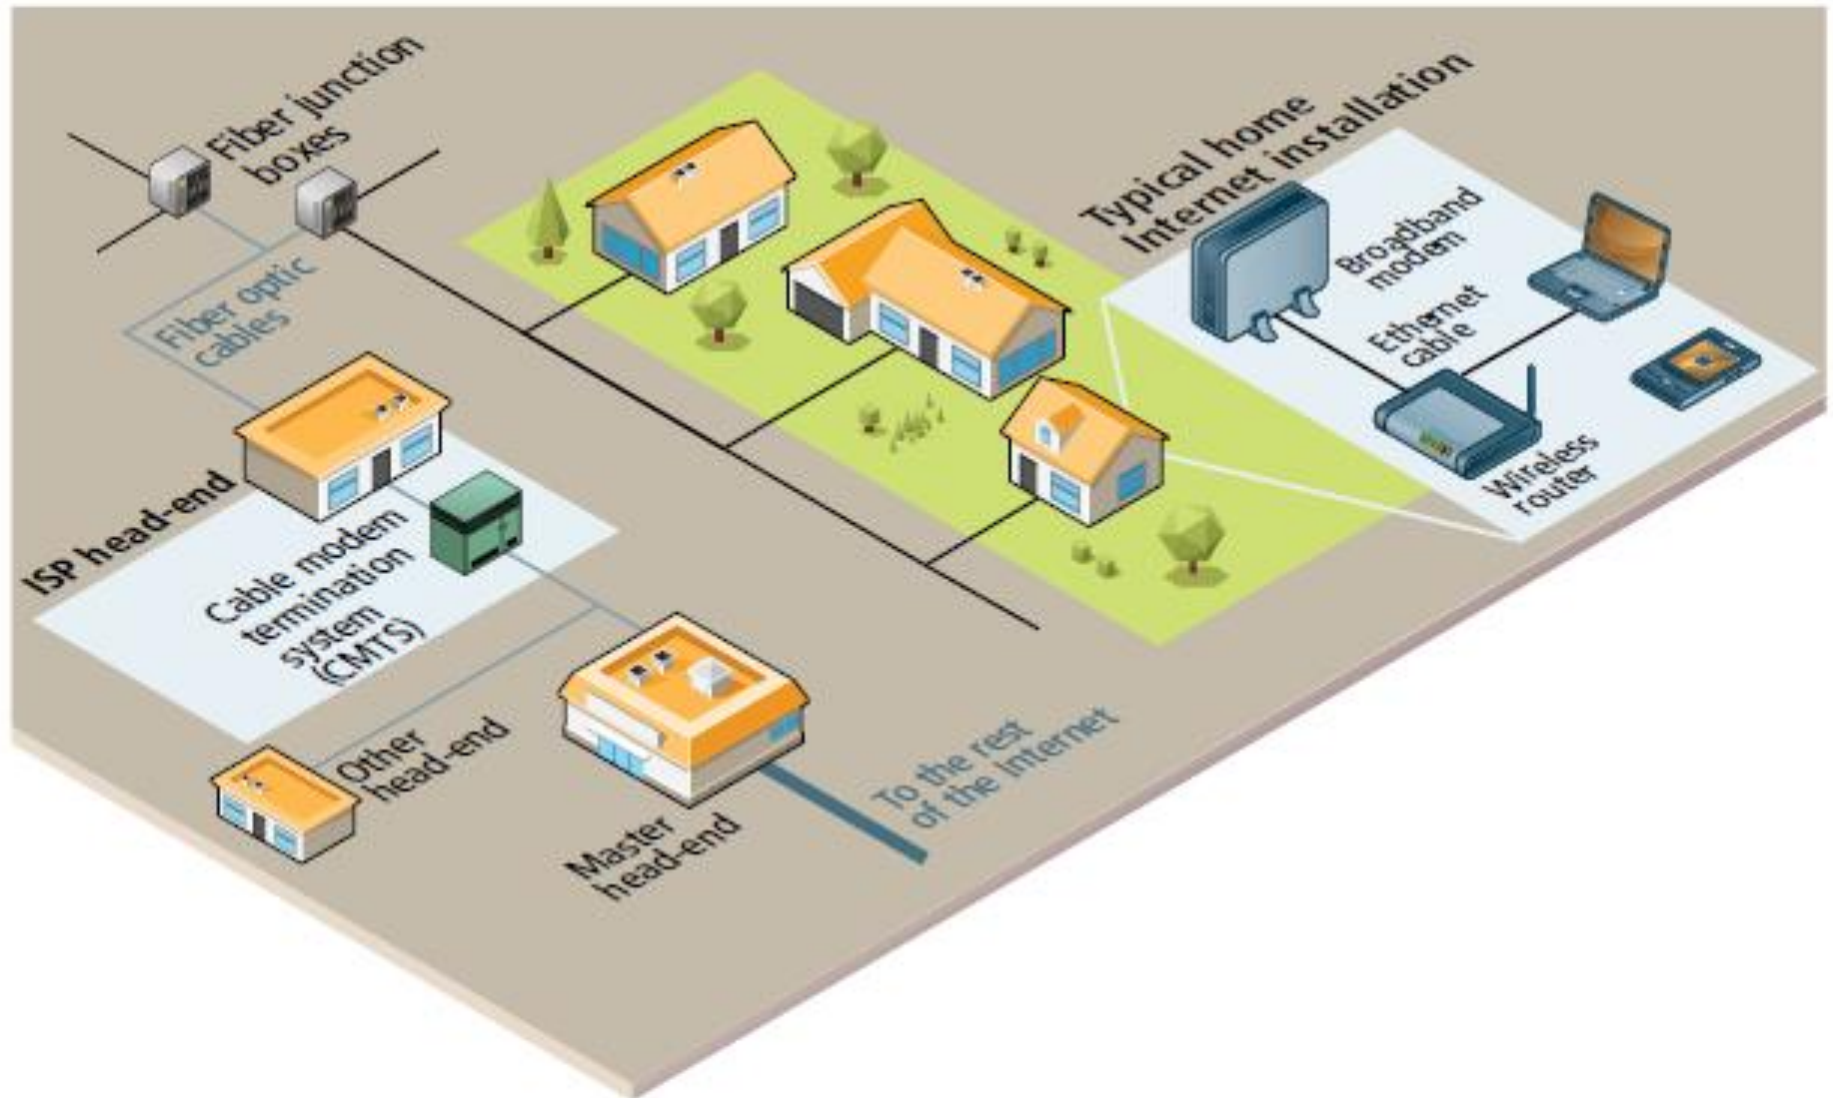 Fiber junction
boxes
Typical home
Internet installation
Broadband
modem
Ethernet
cable
Wireless
router
Fiber optic
cables
ISP head-end
Cable modem
termination
system
(CMTS)
Other
head-end
Master
head-end
To the rest
of the internet